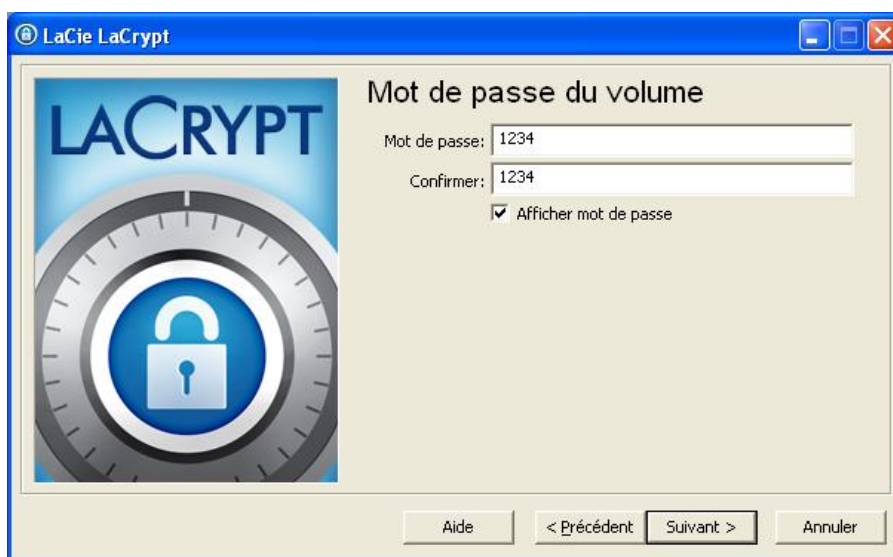 LaCie LaCrypt
LACRYPT
Mot de passe du volume
Mot de passe: 1234
Confirmer: 1234
Afficher mot de passe
Aide
< Précédent
Suivant >
Annuler